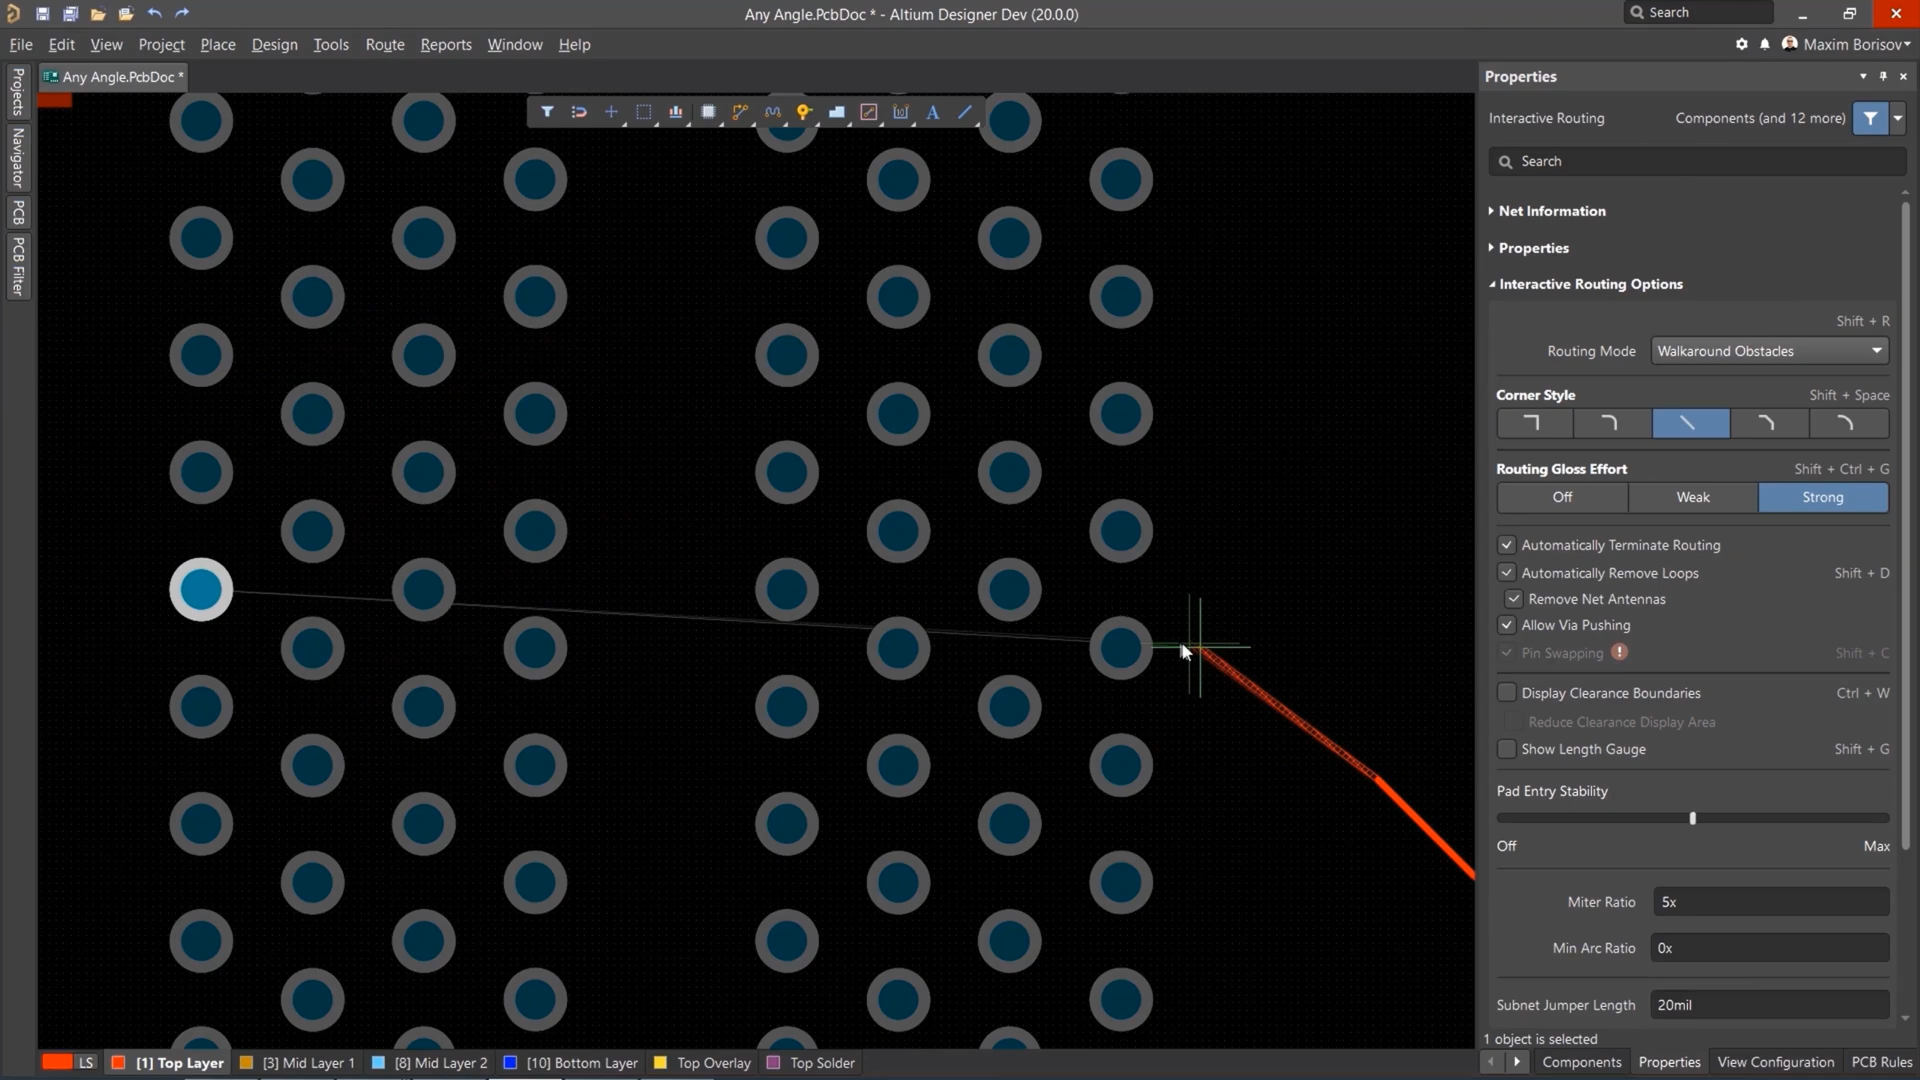 Any Angle.PcbDoc * - Altium Designer Dev (20.0.0)
Search
File Edit View Project Place Design Tools Route Reports Window Help
Maxim Borisov
Any Angle.PcbDoc *
Projects
Navigator
PCB
PCB Filter
Properties
Interactive Routing Components (and 12 more)
Search
Net Information
Properties
Interactive Routing Options
Shift + R
Routing Mode Walkaround Obstacles
Corner Style Shift + Space
Routing Gloss Effort Shift + Ctrl + G
Off Weak Strong
Automatically Terminate Routing
Automatically Remove Loops Shift + D
Remove Net Antennas
Allow Via Pushing
Pin Swapping Shift + C
Display Clearance Boundaries Ctrl + W
Reduce Clearance Display Area
Show Length Gauge Shift + G
Pad Entry Stability
Off Max
Miter Ratio 5x
Min Arc Ratio 0x
Subnet Jumper Length 20mil
1 object is selected
LS [1] Top Layer [3] Mid Layer 1 [8] Mid Layer 2 [10] Bottom Layer Top Overlay Top Solder
Components Properties View Configuration PCB Rules